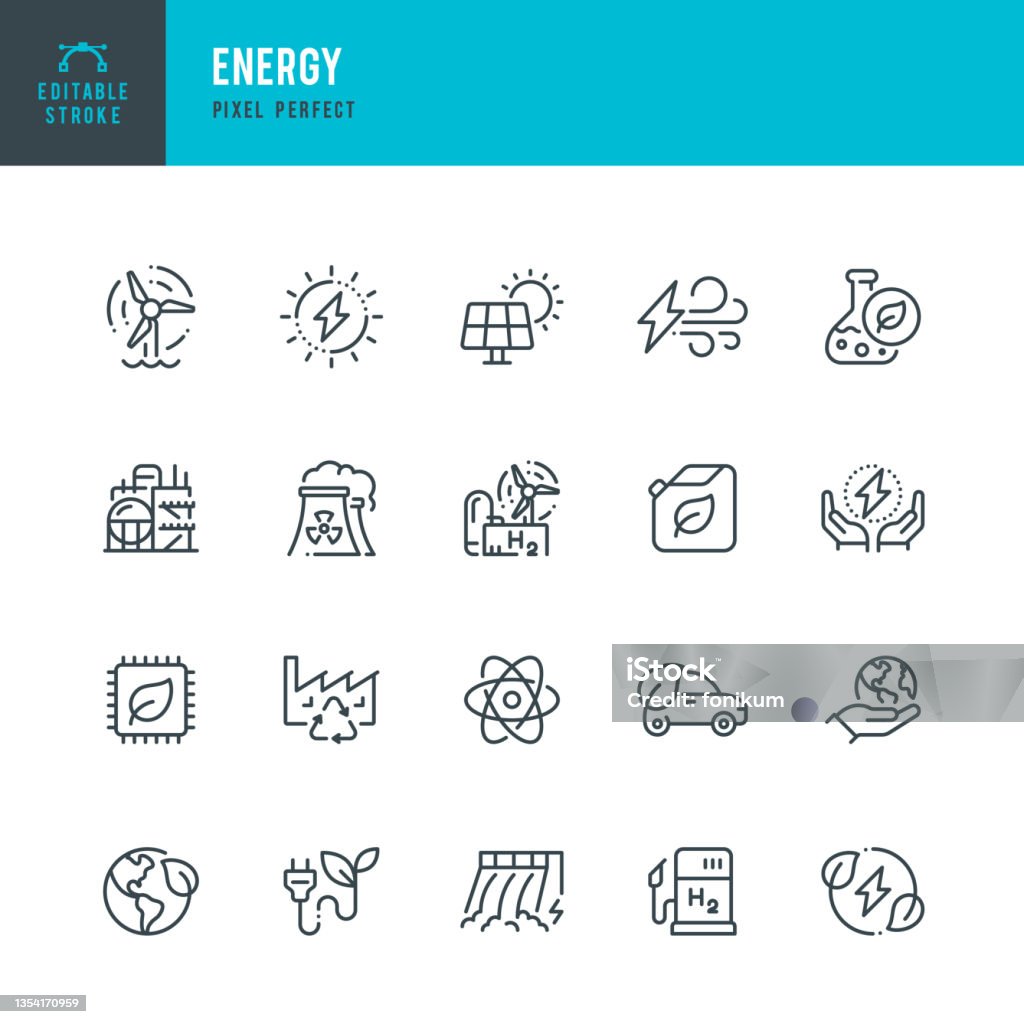 EDITABLE
STROKE
ENERGY
PIXEL PERFECT
H2
iStock
Credit: fonikum
H2
1354170959